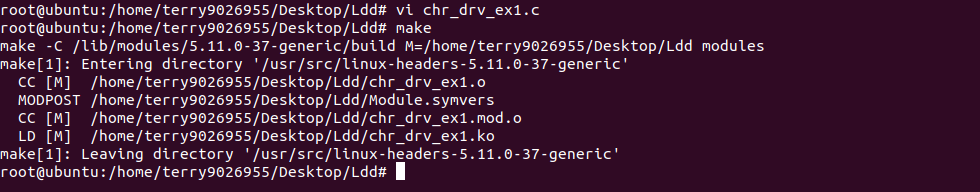 root@ubuntu:/home/terry9026955/Desktop/Ldd# vi chr_drv_ex1.c
root@ubuntu:/home/terry9026955/Desktop/Ldd# make
make -C /lib/modules/5.11.0-37-generic/build M=/home/terry9026955/Desktop/Ldd modules
make[1]: Entering directory '/usr/src/linux-headers-5.11.0-37-generic'
  CC [M]  /home/terry9026955/Desktop/Ldd/chr_drv_ex1.o
  MODPOST /home/terry9026955/Desktop/Ldd/Module.symvers
  CC [M]  /home/terry9026955/Desktop/Ldd/chr_drv_ex1.mod.o
  LD [M]  /home/terry9026955/Desktop/Ldd/chr_drv_ex1.ko
make[1]: Leaving directory '/usr/src/linux-headers-5.11.0-37-generic'
root@ubuntu:/home/terry9026955/Desktop/Ldd#